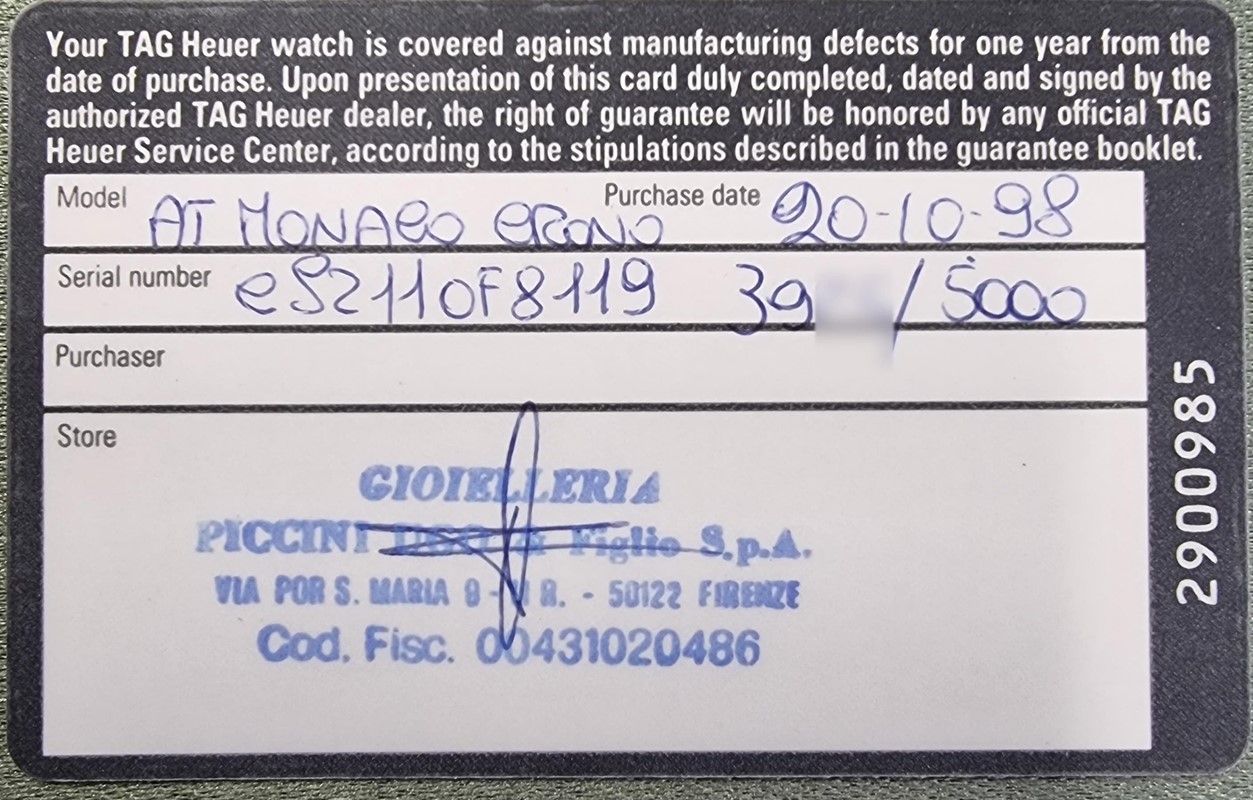 Your TAG Heuer watch is covered against manufacturing defects for one year from the
date of purchase. Upon presentation of this card duly completed, dated and signed by the
authorized TAG Heuer dealer, the right of guarantee will be honored by any official TAG
Heuer Service Center, according to the stipulations described in the guarantee booklet.
Model AT MONACO CRONO Purchase date 20-10-98
Serial number CS2110F8119 39 / 5000
Purchaser
Store
GIOIELLERIA
PICCINI UGO & Figlio S.p.A.
VIA POR S. MARIA 9 - R. - 50122 FIRENZE
Cod. Fisc. 00431020486
2900985